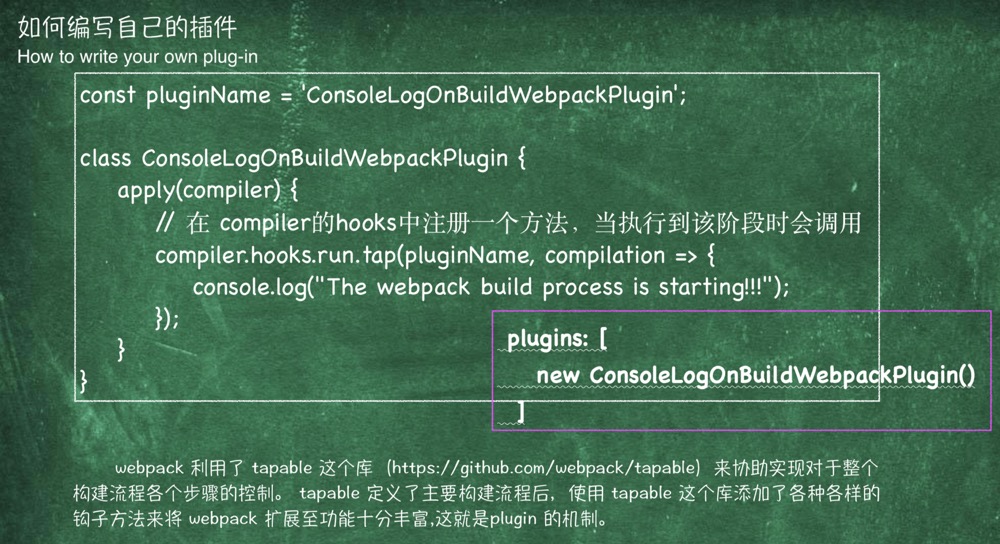 如何编写自己的插件
How to write your own plug-in
const pluginName = 'ConsoleLogOnBuildWebpackPlugin';
class ConsoleLogOnBuildWebpackPlugin {
apply(compiler) {
// 在 compiler的hooks中注册一个方法，当执行到该阶段时会调用
compiler.hooks.run.tap(pluginName, compilation => {
console.log("The webpack build process is starting!!!");
});
}
}
plugins: [
new ConsoleLogOnBuildWebpackPlugin()
]
webpack 利用了 tapable 这个库（https://github.com/webpack/tapable）来协助实现对于整个
构建流程各个步骤的控制。 tapable 定义了主要构建流程后，使用 tapable 这个库添加了各种各样的
钩子方法来将 webpack 扩展至功能十分丰富,这就是plugin 的机制。